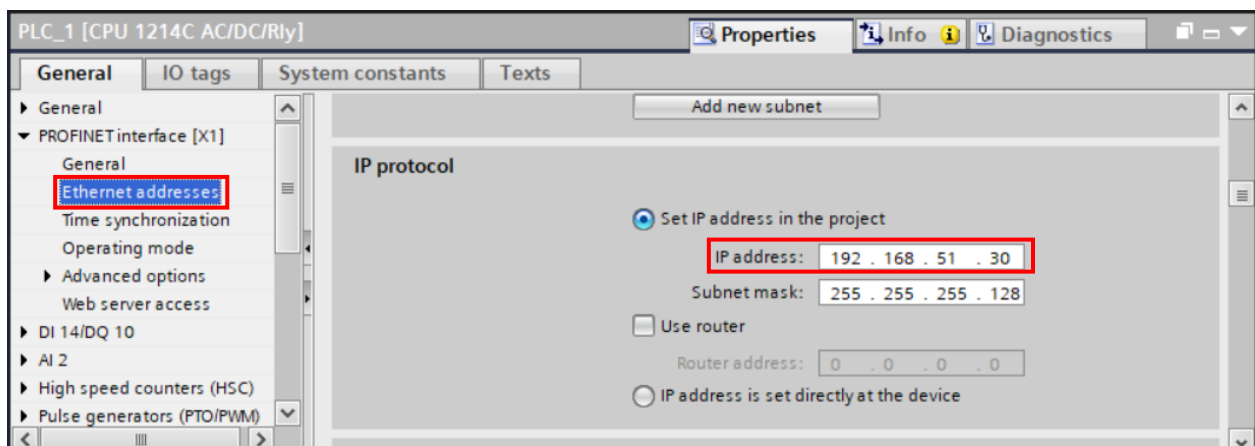 PLC_1 [CPU 1214C AC/DC/Rly]
Properties
Info
Diagnostics
General
IO tags
System constants
Texts
General
PROFINET interface [X1]
General
Ethernet addresses
Time synchronization
Operating mode
Advanced options
Web server access
DI 14/DQ 10
AI 2
High speed counters (HSC)
Pulse generators (PTO/PWM)
Add new subnet
IP protocol
Set IP address in the project
IP address: 192 . 168 . 51 . 30
Subnet mask: 255 . 255 . 255 . 128
Use router
Router address: 0 . 0 . 0 . 0
IP address is set directly at the device